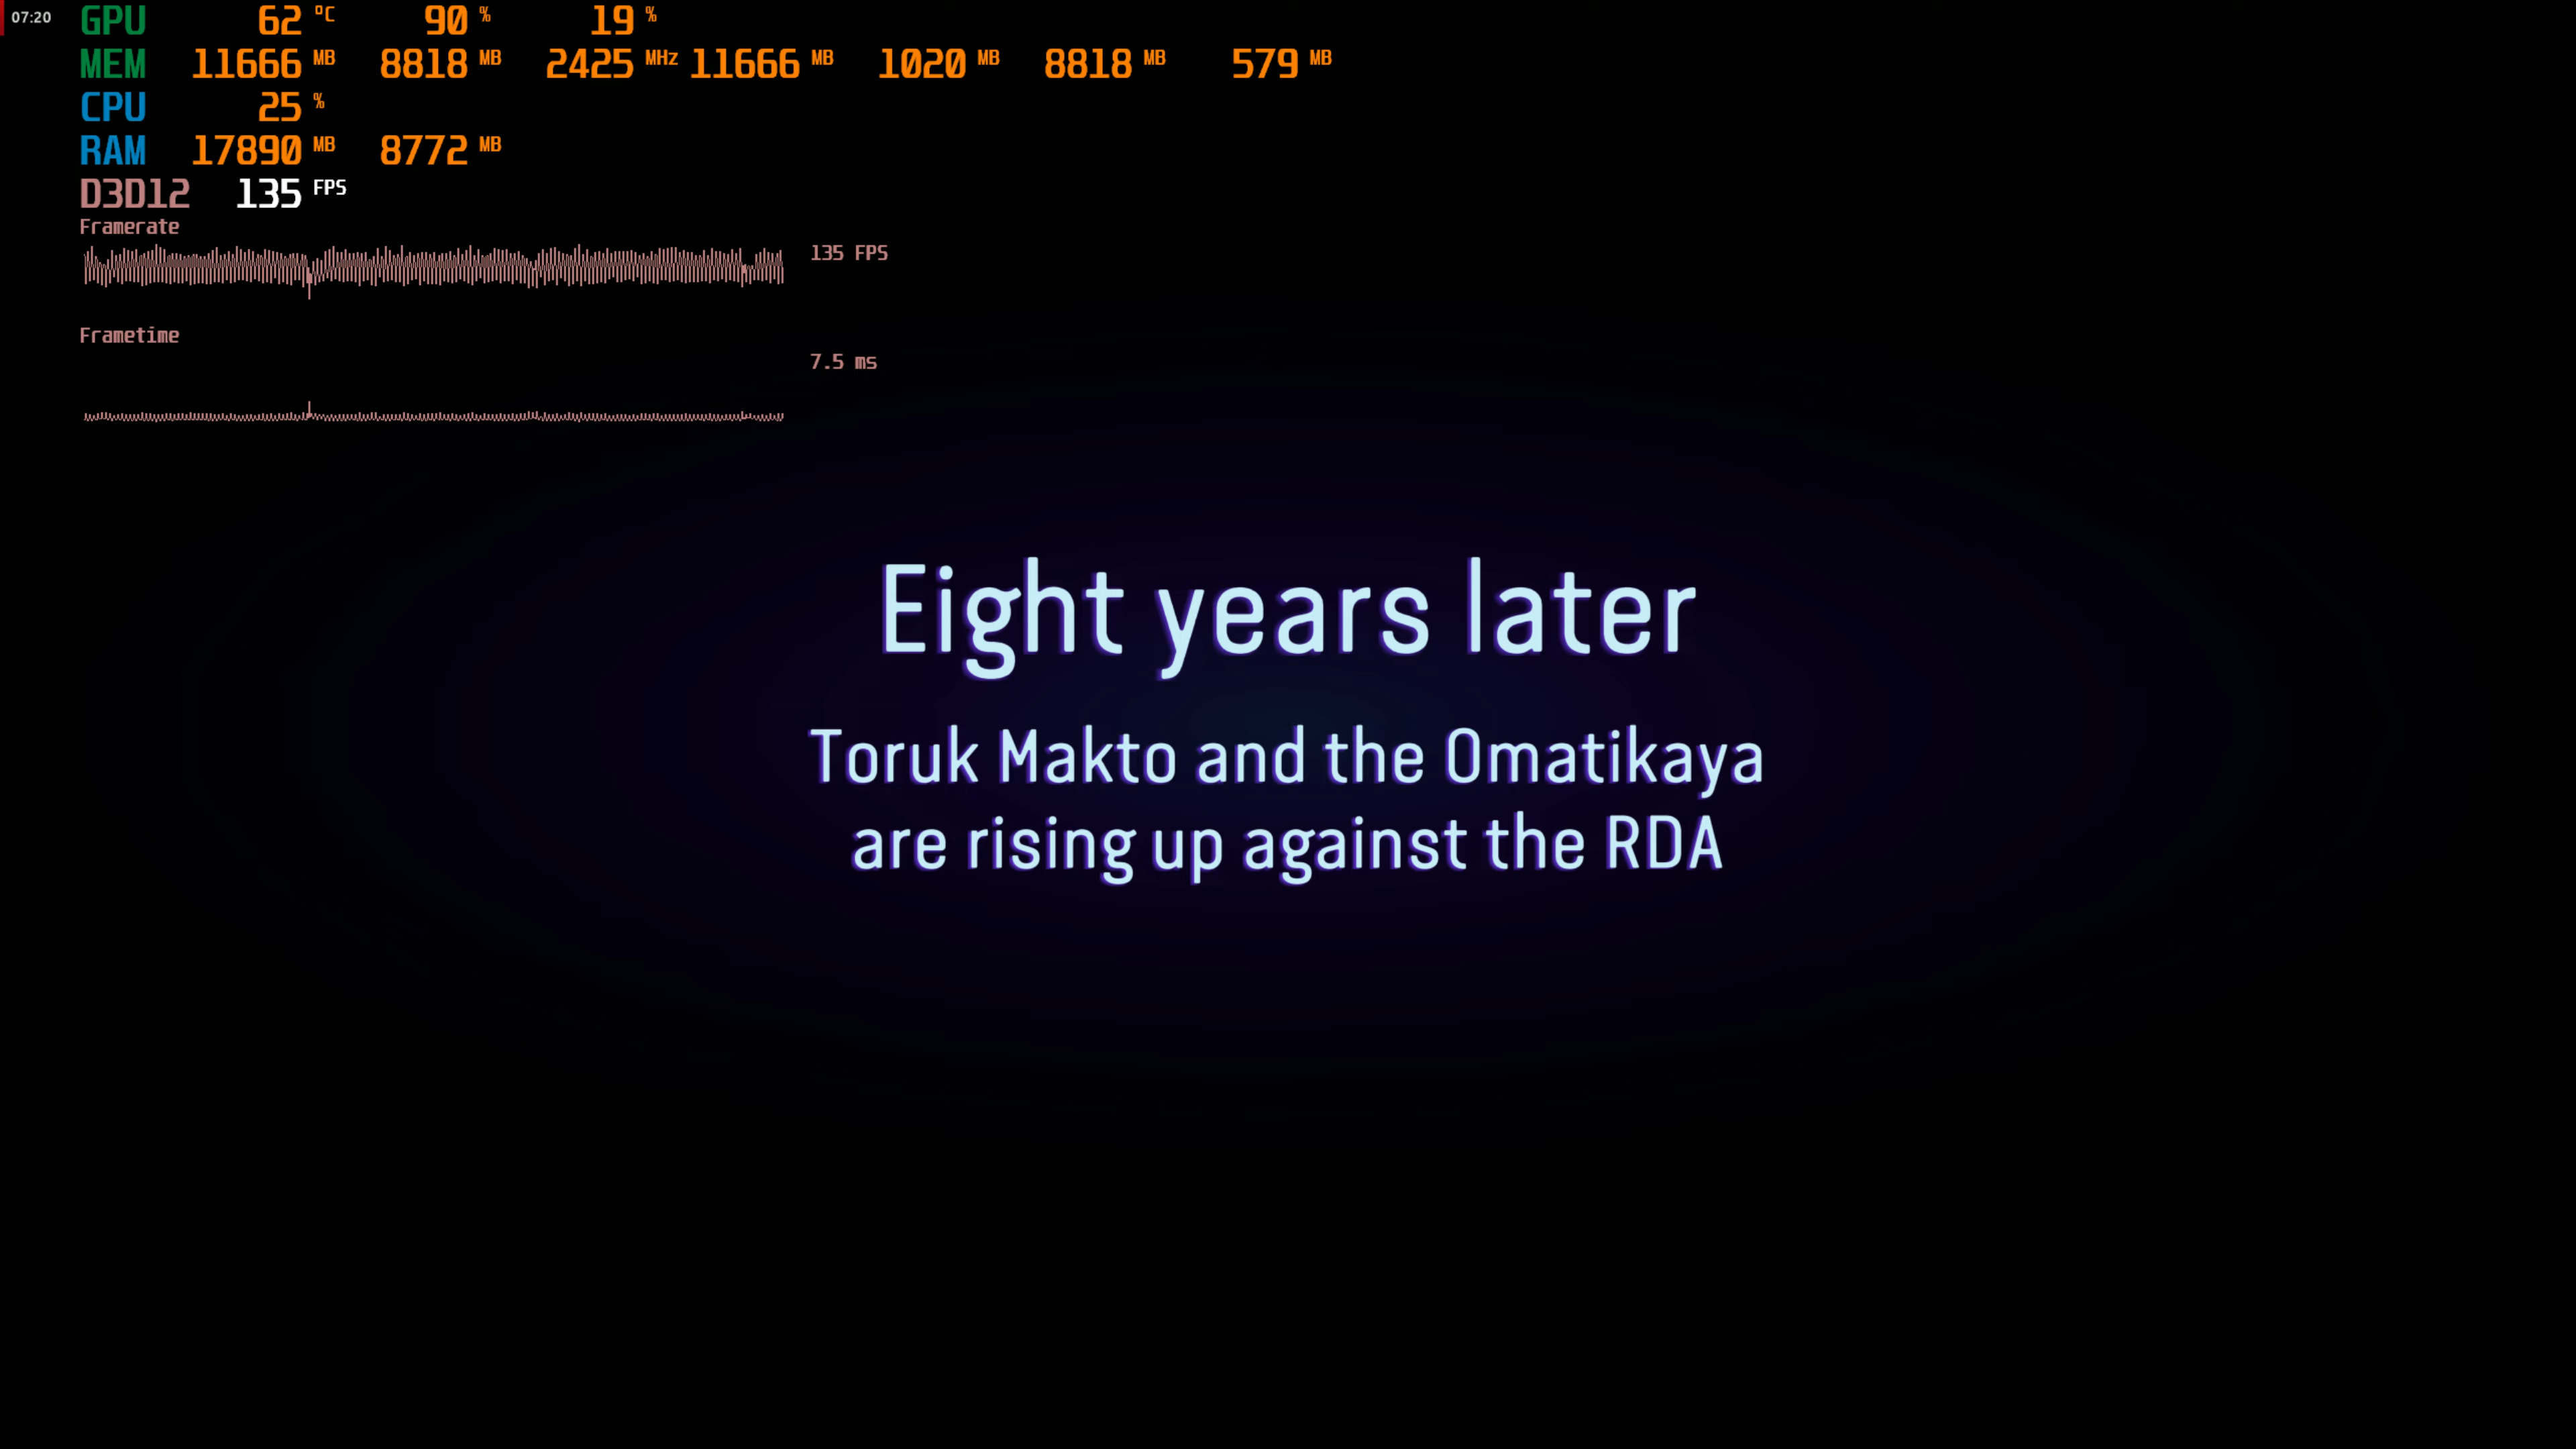 07:20
GPU 62 °C 90 % 19 %
MEM 11666 MB 8818 MB 2425 MHz 11666 MB 1020 MB 8818 MB 579 MB
CPU 25 %
RAM 17890 MB 8772 MB
D3D12 135 FPS
Framerate
135 FPS
Frametime
7.5 ms
Eight years later
Toruk Makto and the Omatikaya
are rising up against the RDA